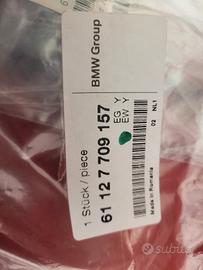 BMW Group
1 Stück / piece
61 12 7 709 157
EG Y
EW Y
02 NL1
Made in Romania
subito